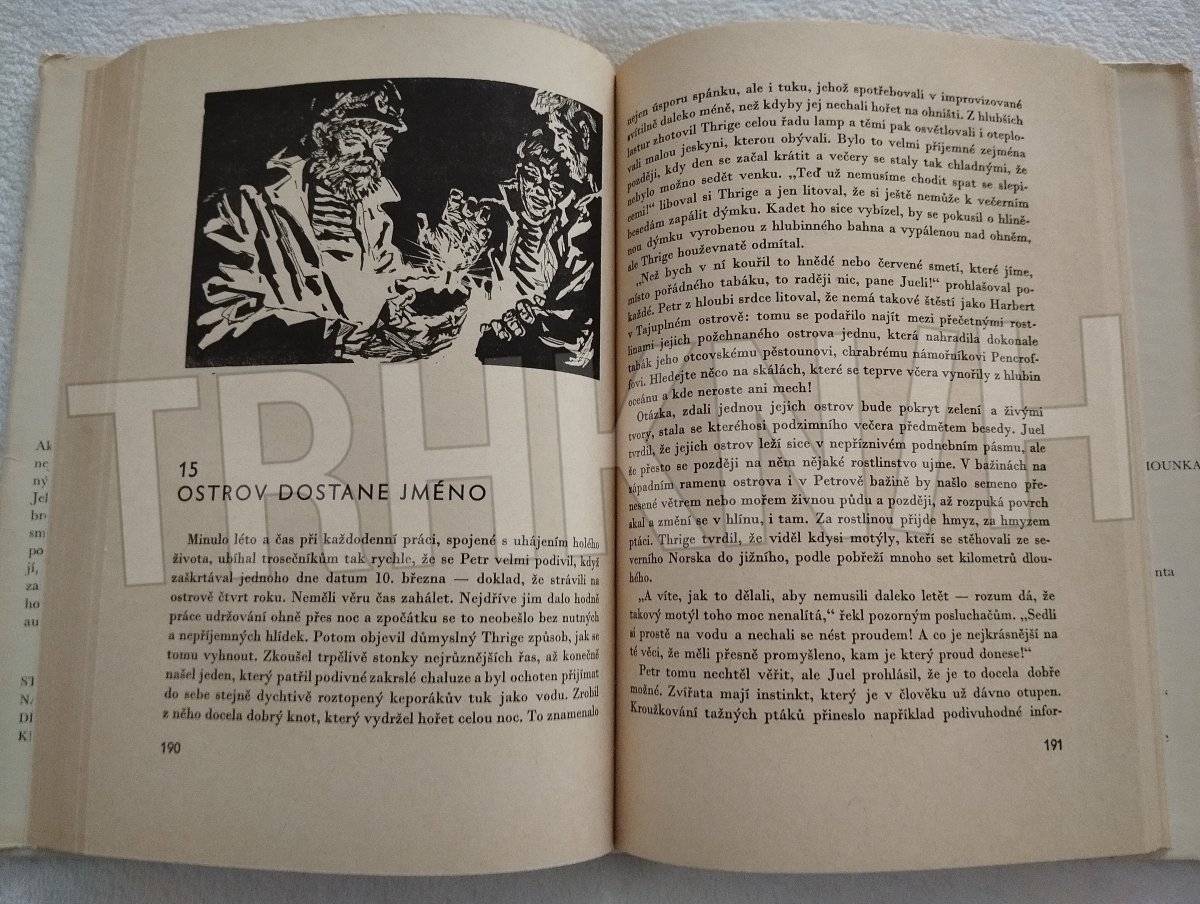 Ak
ne
ný
Jel
bro
sm
po
jí,
za
ho
au
ST
NA
DI
KI
15
OSTROV DOSTANE JMÉNO
Minulo léto a čas při každodenní práci, spojené s uhájením holého
života, ubíhal trosečníkům tak rychle, že se Petr velmi podivil, když
zaškrtával jednoho dne datum 10. března — doklad, že strávili na
ostrově čtvrt roku. Neměli věru čas zahálet. Nejdříve jim dalo hodně
práce udržování ohně přes noc a zpočátku se to neobešlo bez nutných
a nepříjemných hlídek. Potom objevil důmyslný Thrige způsob, jak se
tomu vyhnout. Zkoušel trpělivě stonky nejrůznějších řas, až konečně
našel jeden, který patřil podivné zakrslé chaluze a byl ochoten přijímat
do sebe stejně dychtivě roztopený keporákův tuk jako vodu. Zrobil
z něho docela dobrý knot, který vydržel hořet celou noc. To znamenalo
190
nejen úsporu spánku, ale i tuku, jehož spotřebovali v improvizované
svítilně daleko méně, než kdyby jej nechali hořet na ohništi. Z hlubších
lastur zhotovil Thrige celou řadu lamp a těmi pak osvětlovali i oteplo-
vali malou jeskyni, kterou obývali. Bylo to velmi příjemné zejména
později, kdy den se začal krátit a večery se staly tak chladnými, že
nebylo možno sedět venku. „Teď už nemusíme chodit spat se slepi-
cemi!“ liboval si Thrige a jen litoval, že si ještě nemůže k večerním
besedám zapálit dýmku. Kadet ho sice vybízel, by se pokusil o hlině-
nou dýmku vyrobenou z hlubinného bahna a vypálenou nad ohněm,
ale Thrige houževnatě odmítal.
„Než bych v ní kouřil to hnědé nebo červené smetí, které jíme,
místo pořádného tabáku, to raději nic, pane Jueli!“ prohlašoval po-
každé. Petr z hloubi srdce litoval, že nemá takové štěstí jako Harbert
v Tajuplném ostrově: tomu se podařilo najít mezi přečetnými rost-
linami jejich požehnaného ostrova jednu, která nahradila dokonale
tabák jeho otcovskému pěstounovi, chrabrému námořníkovi Pencrof-
fovi. Hledejte něco na skálách, které se teprve včera vynořily z hlubin
oceánu a kde neroste ani mech!
Otázka, zdali jednou jejich ostrov bude pokryt zelení a živými
tvory, stala se kteréhosi podzimního večera předmětem besedy. Juel
tvrdil, že jejich ostrov leží sice v nepříznivém podnebním pásmu, ale
že přesto se později na něm nějaké rostlinstvo ujme. V bažinách na
západním ramenu ostrova i v Petrově bažině by našlo semeno pře-
nesené větrem nebo mořem živnou půdu a později, až rozpuká povrch
skal a změní se v hlínu, i tam. Za rostlinou přijde hmyz, za hmyzem
ptáci. Thrige tvrdil, že viděl kdysi motýly, kteří se stěhovali ze se-
verního Norska do jižního, podle pobřeží mnoho set kilometrů dlou-
hého.
„A víte, jak to dělali, aby nemusili daleko letět — rozum dá, že
takový motýl toho moc nenalítá,“ řekl pozorným posluchačům. „Sedli
si prostě na vodu a nechali se nést proudem! A co je nejkrásnější na
té věci, že měli přesně promyšleno, kam je který proud donese!“
Petr tomu nechtěl věřit, ale Juel prohlásil, že je to docela dobře
možné. Zvířata mají instinkt, který je v člověku už dávno otupen.
Kroužkování tažných ptáků přineslo například podivuhodné infor-
191
HOUNKA
nta
TRHKNIH